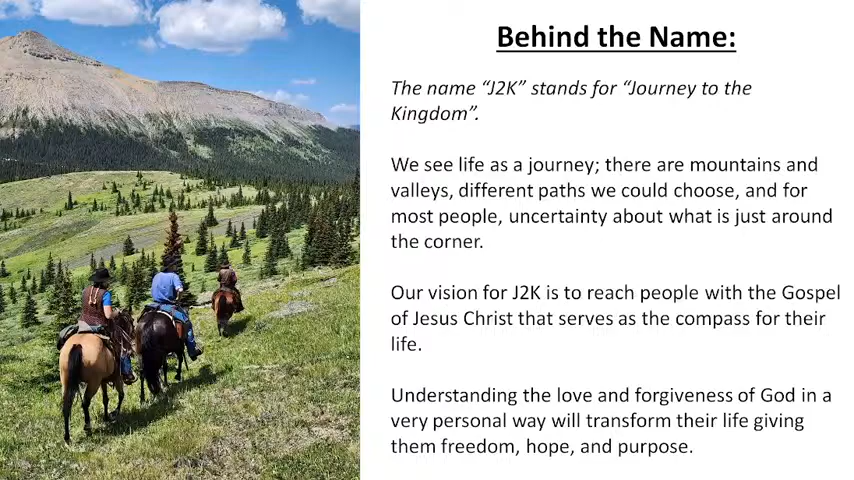 Behind the Name:
The name “J2K” stands for “Journey to the
Kingdom”.
We see life as a journey; there are mountains and
valleys, different paths we could choose, and for
most people, uncertainty about what is just around
the corner.
Our vision for J2K is to reach people with the Gospel
of Jesus Christ that serves as the compass for their
life.
Understanding the love and forgiveness of God in a
very personal way will transform their life giving
them freedom, hope, and purpose.